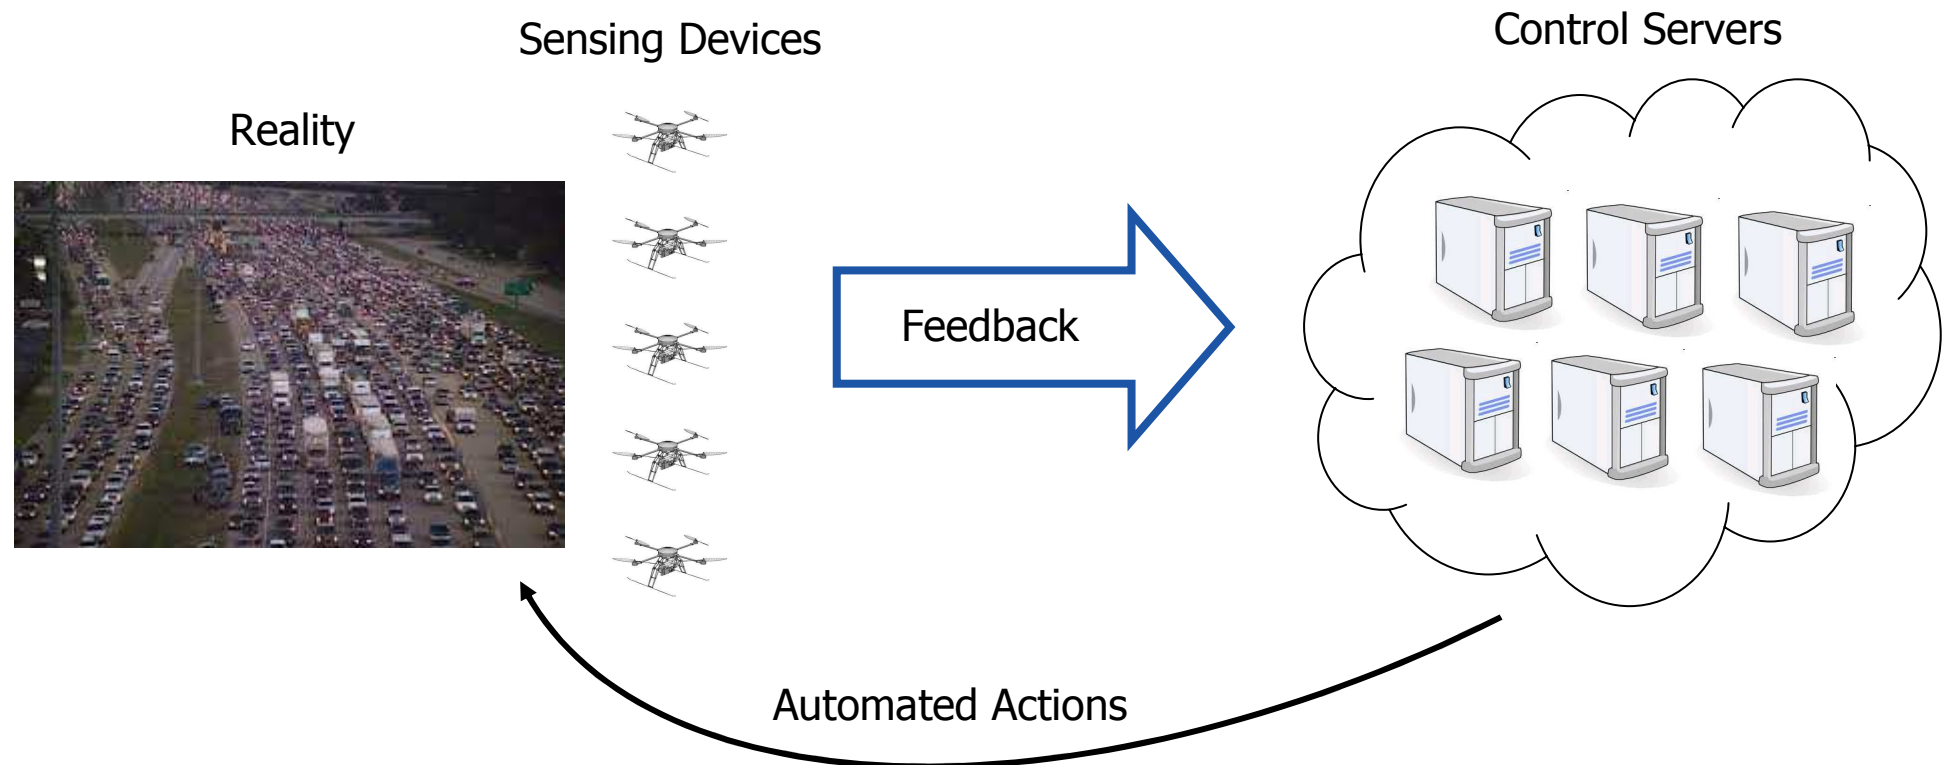 Sensing Devices
Control Servers
Reality
Feedback
Automated Actions